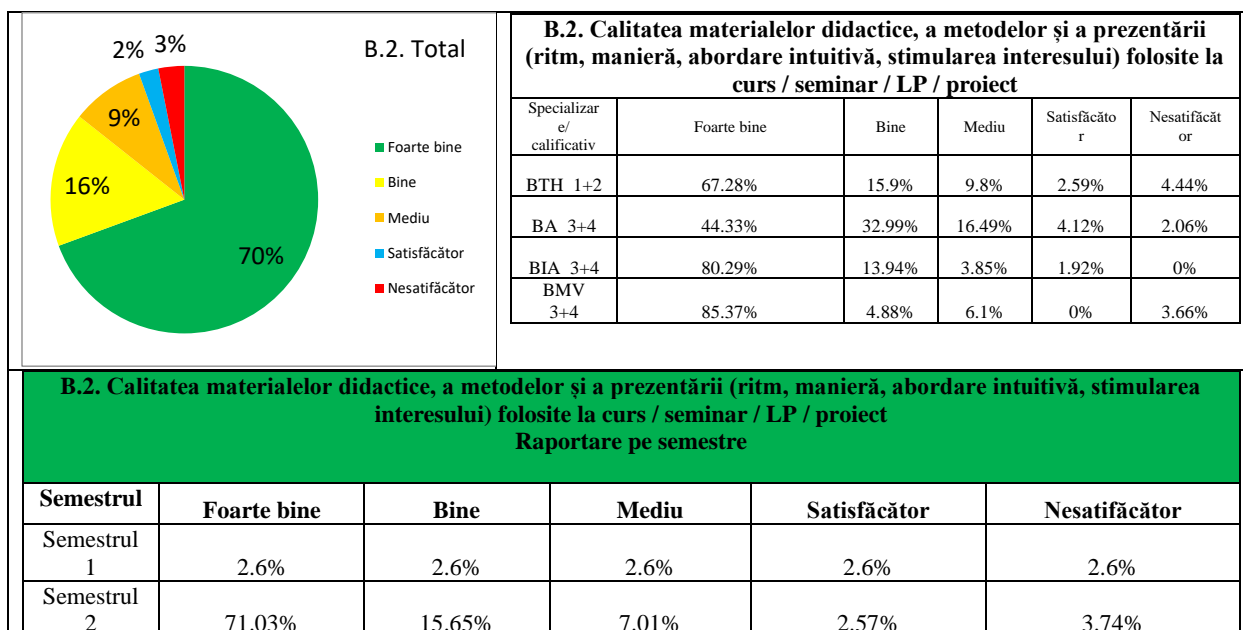 B.2. Total
2%
3%
9%
16%
70%
Foarte bine
Bine
Mediu
Satisfăcător
Nesatifăcător
B.2. Calitatea materialelor didactice, a metodelor și a prezentării
(ritm, manieră, abordare intuitivă, stimularea interesului) folosite la
curs / seminar / LP / proiect
Specializar
e/
calificativ
Foarte bine
Bine
Mediu
Satisfăcăto
r
Nesatifăcăt
or
BTH 1+2 67.28% 15.9% 9.8% 2.59% 4.44%
BA 3+4 44.33% 32.99% 16.49% 4.12% 2.06%
BIA 3+4 80.29% 13.94% 3.85% 1.92% 0%
BMV
3+4 85.37% 4.88% 6.1% 0% 3.66%
B.2. Calitatea materialelor didactice, a metodelor și a prezentării (ritm, manieră, abordare intuitivă, stimularea
interesului) folosite la curs / seminar / LP / proiect
Raportare pe semestre
Semestrul Foarte bine Bine Mediu Satisfăcător Nesatifăcător
Semestrul
1 2.6% 2.6% 2.6% 2.6% 2.6%
Semestrul
2 71.03% 15.65% 7.01% 2.57% 3.74%